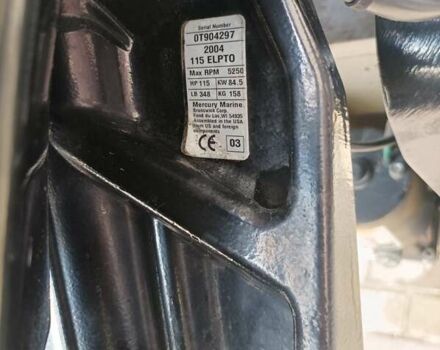 Serial Number
0T904297
2004
115 ELPTO
Max RPM 5250
HP 115 KW 84.5
LB 348 KG 158
Mercury Marine
Brunswick Corp.
Fond du Lac, WI 54935
Assembled in the USA
from US and foreign
components
CE 03